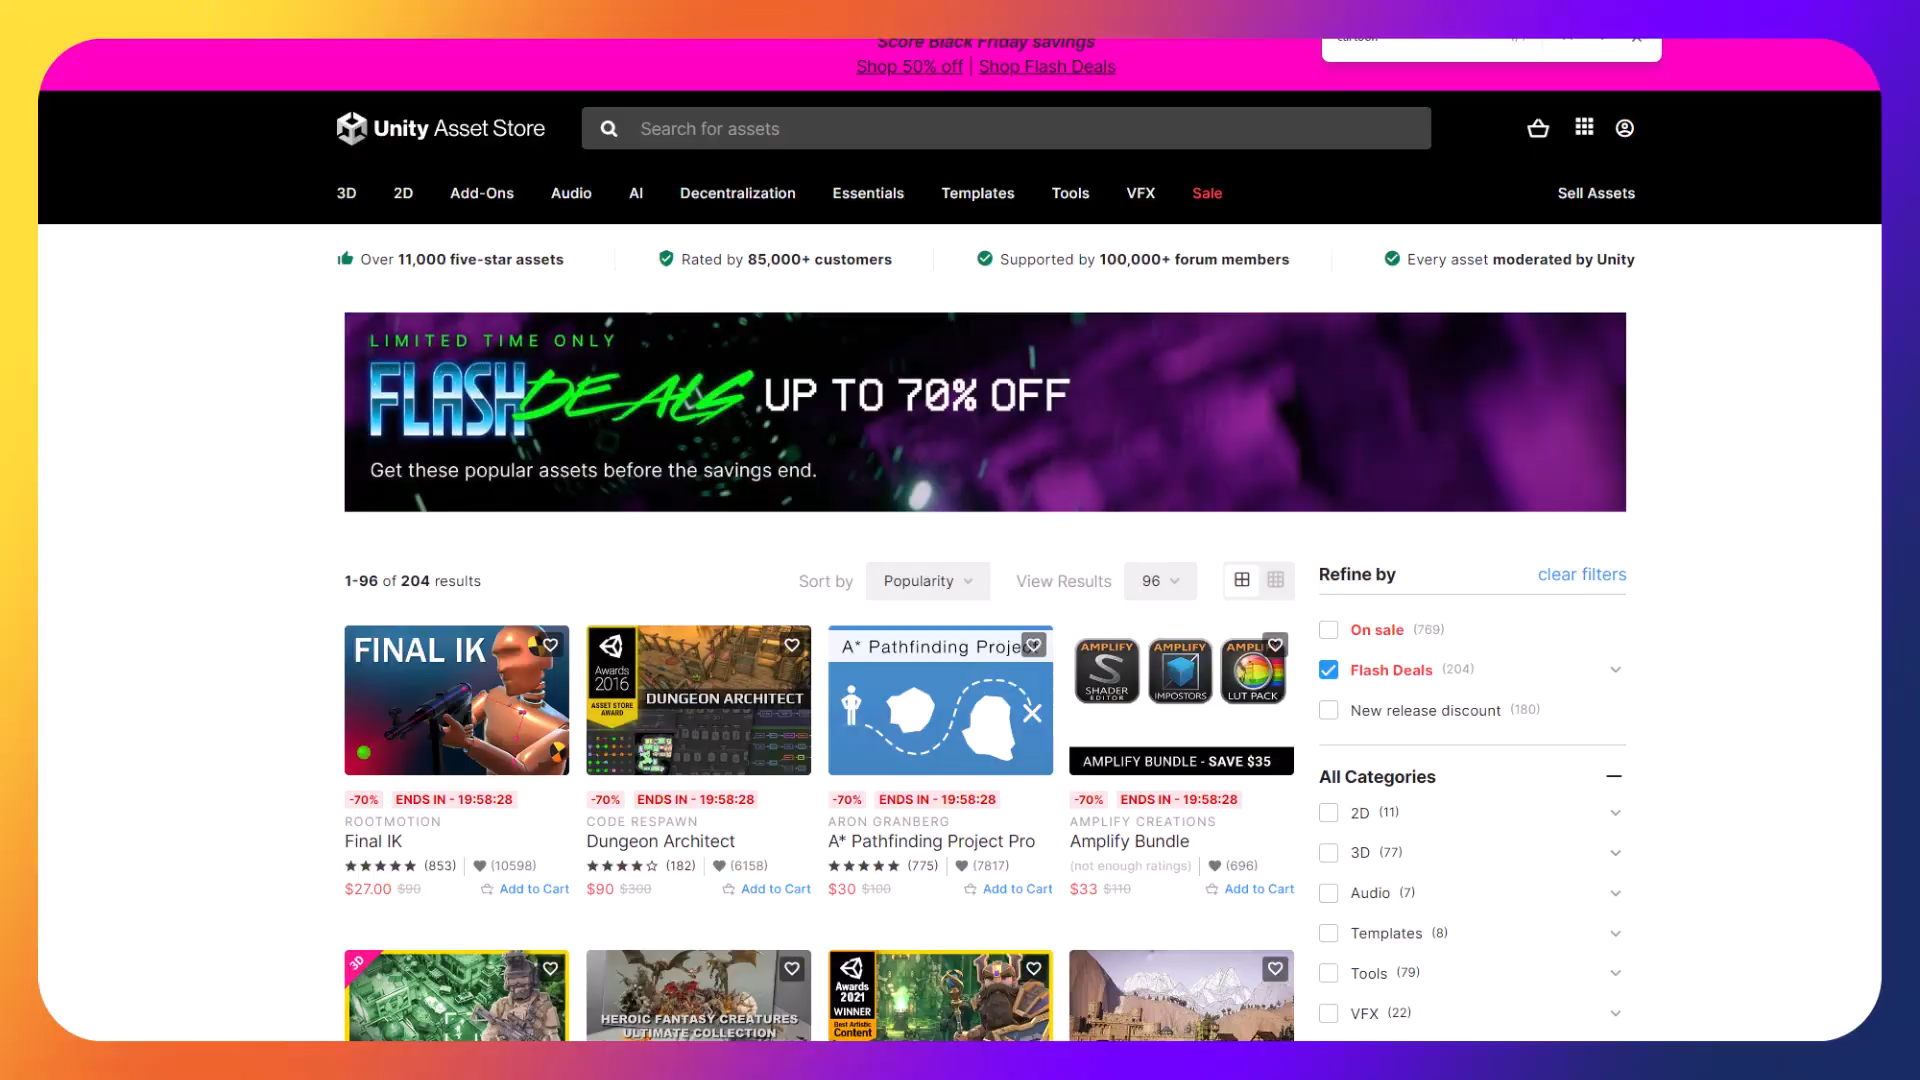 Score Black Friday savings
Shop 50% off | Shop Flash Deals
cartoon
Unity Asset Store
Search for assets
3D 2D Add-Ons Audio AI Decentralization Essentials Templates Tools VFX Sale Sell Assets
Over 11,000 five-star assets
Rated by 85,000+ customers
Supported by 100,000+ forum members
Every asset moderated by Unity
LIMITED TIME ONLY
FLASH DEALS UP TO 70% OFF
Get these popular assets before the savings end.
1-96 of 204 results
Sort by Popularity
View Results 96
Refine by clear filters
On sale (769)
Flash Deals (204)
New release discount (180)
All Categories
2D (11)
3D (77)
Audio (7)
Templates (8)
Tools (79)
VFX (22)
FINAL IK
-70% ENDS IN - 19:58:28
ROOTMOTION
Final IK
(853) (10598)
$27.00 $90 Add to Cart
Awards
2016
ASSET STORE
AWARD
DUNGEON ARCHITECT
-70% ENDS IN - 19:58:28
CODE RESPAWN
Dungeon Architect
(182) (6158)
$90 $300 Add to Cart
A* Pathfinding Projec
-70% ENDS IN - 19:58:28
ARON GRANBERG
A* Pathfinding Project Pro
(775) (7817)
$30 $100 Add to Cart
AMPLIFY
SHADER
EDITOR
AMPLIFY
IMPOSTORS
AMPLIFY
LUT PACK
AMPLIFY BUNDLE - SAVE $35
-70% ENDS IN - 19:58:28
AMPLIFY CREATIONS
Amplify Bundle
(not enough ratings) (696)
$33 $110 Add to Cart
3D
HEROIC FANTASY CREATURES
ULTIMATE COLLECTION
Awards
2021
WINNER
Best Artistic
Content